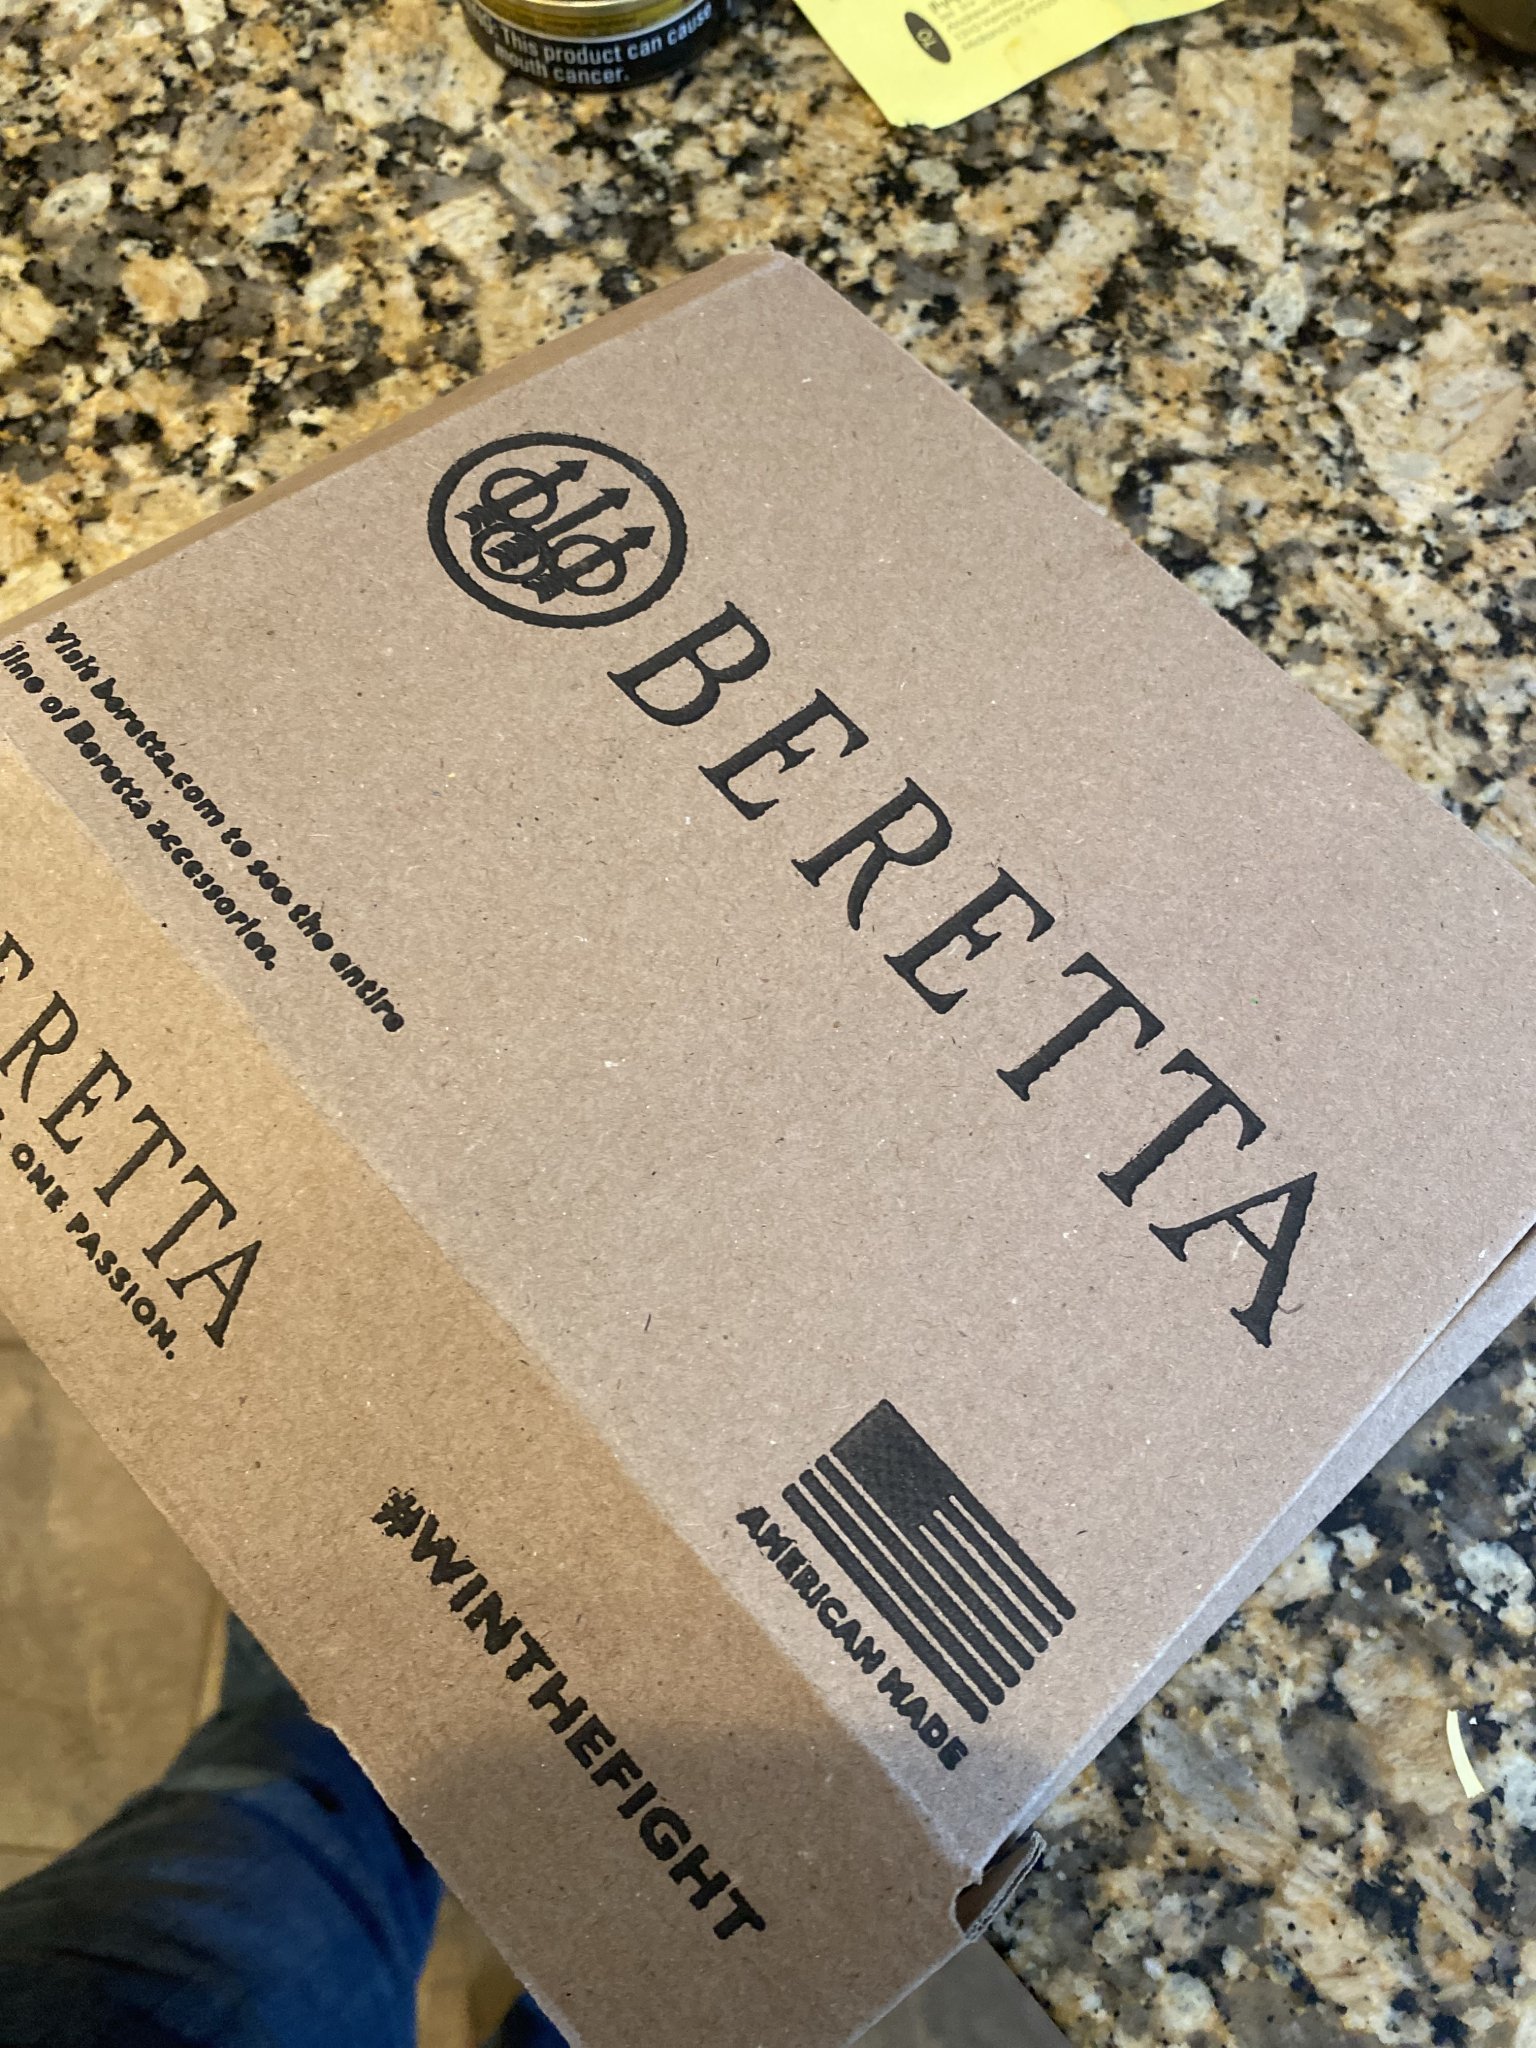 This product can cause
mouth cancer.
BERETTA
Visit beretta.com to see the entire
line of Beretta accessories.
ERETTA
ONE PASSION.
AMERICAN MADE
#WINTHEFIGHT